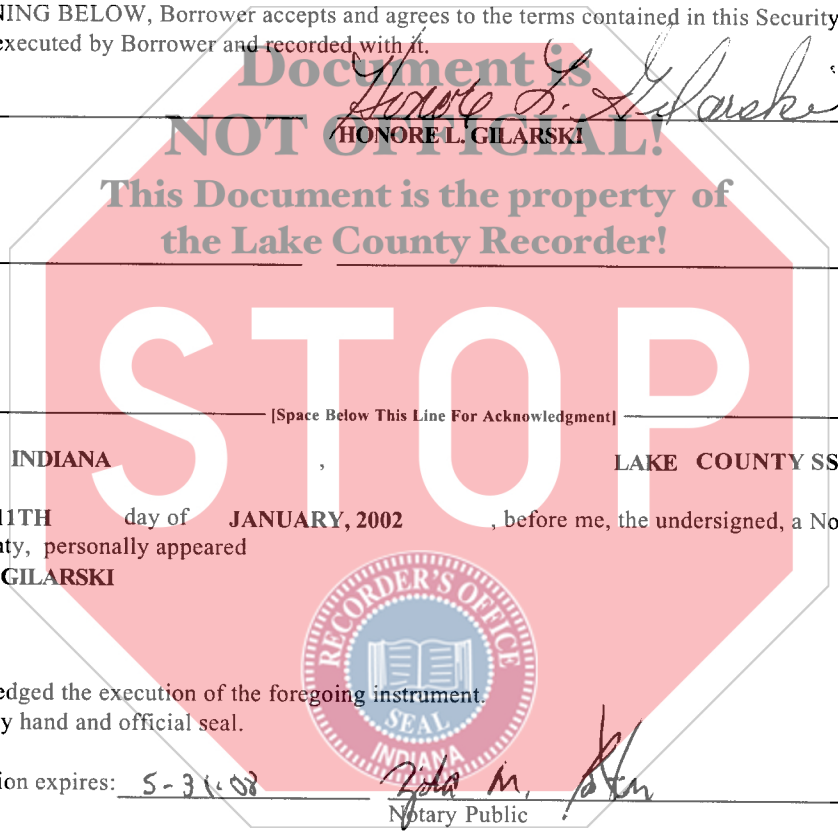 NING BELOW, Borrower accepts and agrees to the terms contained in this Security
executed by Borrower and recorded with it.
Document is
Honore L. Gilarski
NOT OFFICIAL!
HONORE L. GILARSKI
This Document is the property of
the Lake County Recorder!
STOP
[Space Below This Line For Acknowledgment]
INDIANA , LAKE COUNTY SS
11TH day of JANUARY, 2002 , before me, the undersigned, a No
nty, personally appeared
GILARSKI
RECORDER'S OFFICE
SEAL
INDIANA
edged the execution of the foregoing instrument.
y hand and official seal.
ion expires: 5-31-08
M.
Notary Public